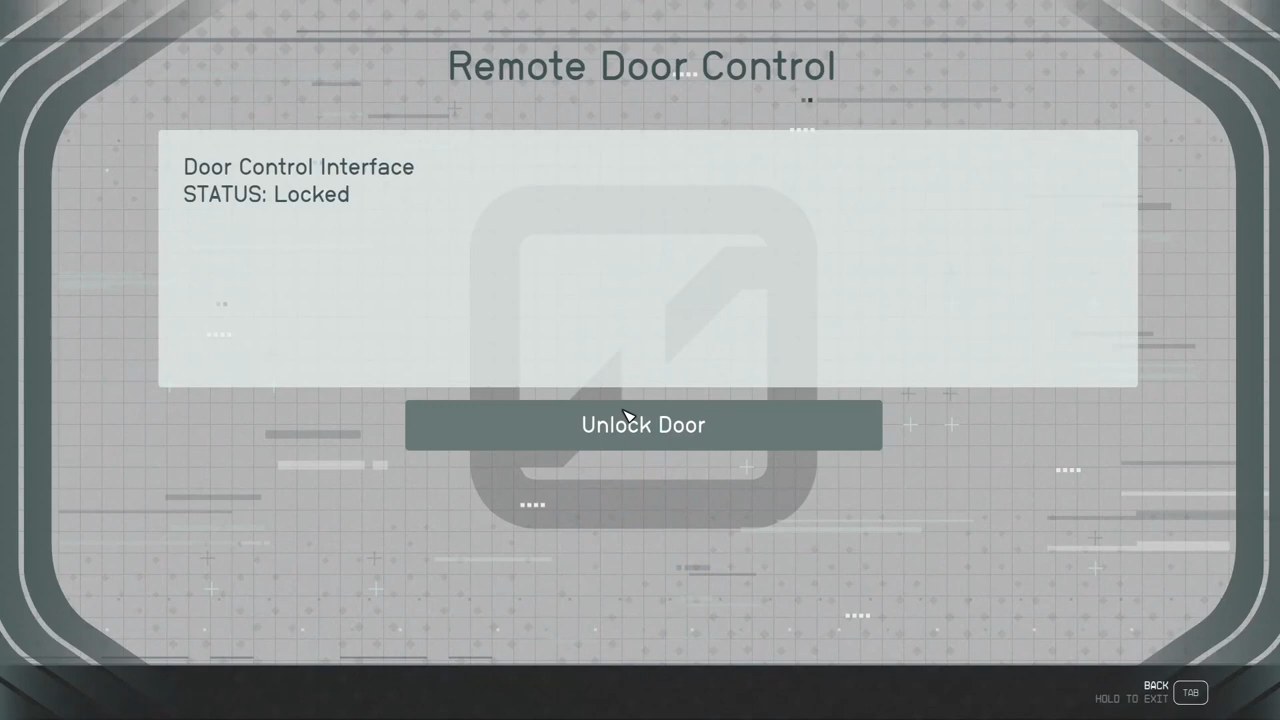 Remote Door Control
Door Control Interface
STATUS: Locked
Unlock Door
BACK
HOLD TO EXIT
TAB